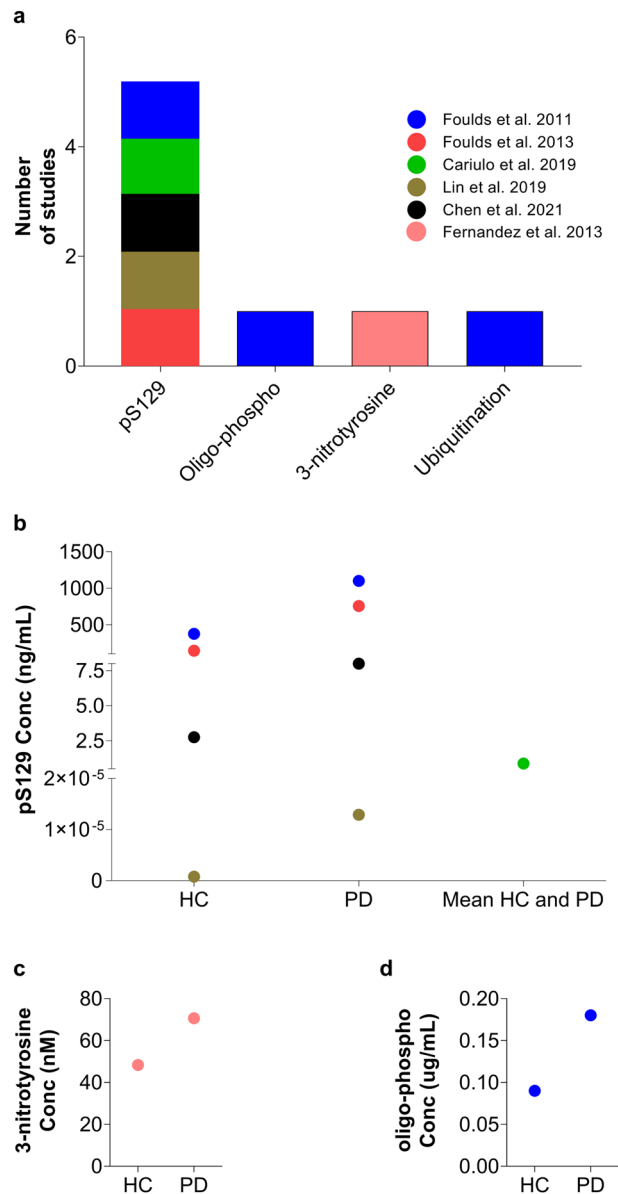 a
Number
of studies
6
4
2
0
Foulds et al. 2011
Foulds et al. 2013
Cariulo et al. 2019
Lin et al. 2019
Chen et al. 2021
Fernandez et al. 2013
pS129
Oligo-phospho
3-nitrotyrosine
Ubiquitination
b
pS129 Conc (ng/mL)
1500
1000
500
7.5
5.0
2.5
2×10⁻⁵
1×10⁻⁵
0
HC
PD
Mean HC and PD
c
3-nitrotyrosine
Conc (nM)
80
60
40
20
0
HC
PD
d
oligo-phospho
Conc (ug/mL)
0.20
0.15
0.10
0.05
0.00
HC
PD